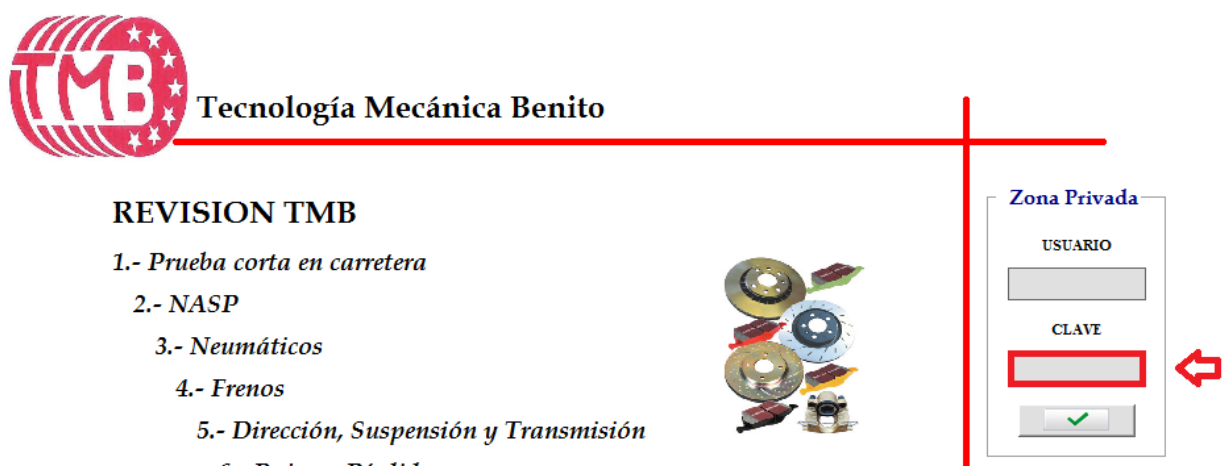 TMB
Tecnología Mecánica Benito
REVISION TMB
1.- Prueba corta en carretera
2.- NASP
3.- Neumáticos
4.- Frenos
5.- Dirección, Suspensión y Transmisión
Zona Privada
USUARIO
CLAVE